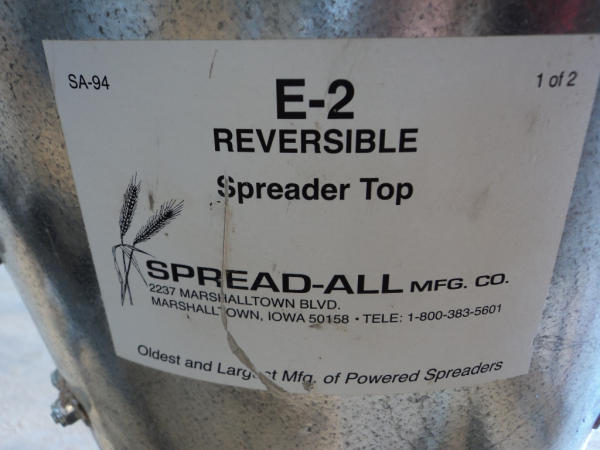 SA-94
E-2
1 of 2
REVERSIBLE
Spreader Top
SPREAD-ALL MFG. CO.
2237 MARSHALLTOWN BLVD.
MARSHALLTOWN, IOWA 50158 • TELE: 1-800-383-5601
Oldest and Largest Mfg. of Powered Spreaders